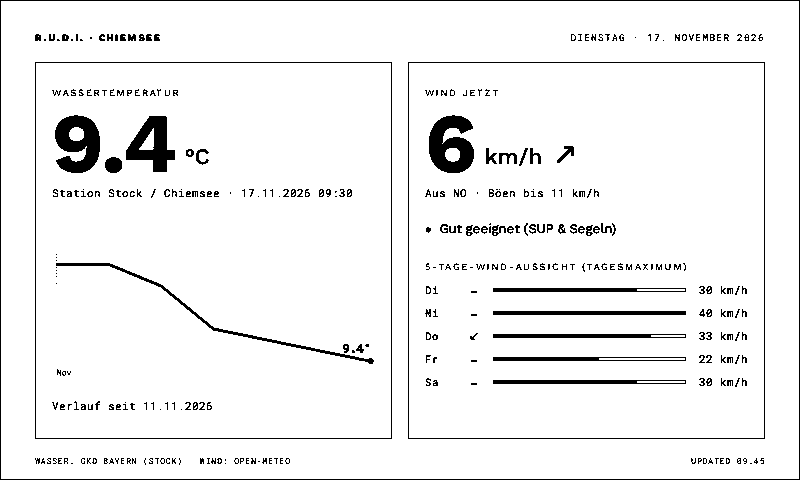 R.U.D.I. · CHIEMSEE
DIENSTAG · 17. NOVEMBER 2026
WASSERTEMPERATUR
9.4 °C
Station Stock / Chiemsee · 17.11.2026 09:30
9.4°
Nov
Verlauf seit 11.11.2026
WIND JETZT
6 km/h ↗
Aus NO · Böen bis 11 km/h
• Gut geeignet (SUP & Segeln)
5-TAGE-WIND-AUSSICHT (TAGESMAXIMUM)
Di – 30 km/h
Mi – 40 km/h
Do ↙ 33 km/h
Fr – 22 km/h
Sa – 30 km/h
WASSER: GKD BAYERN (STOCK) WIND: OPEN-METEO
UPDATED 09:45